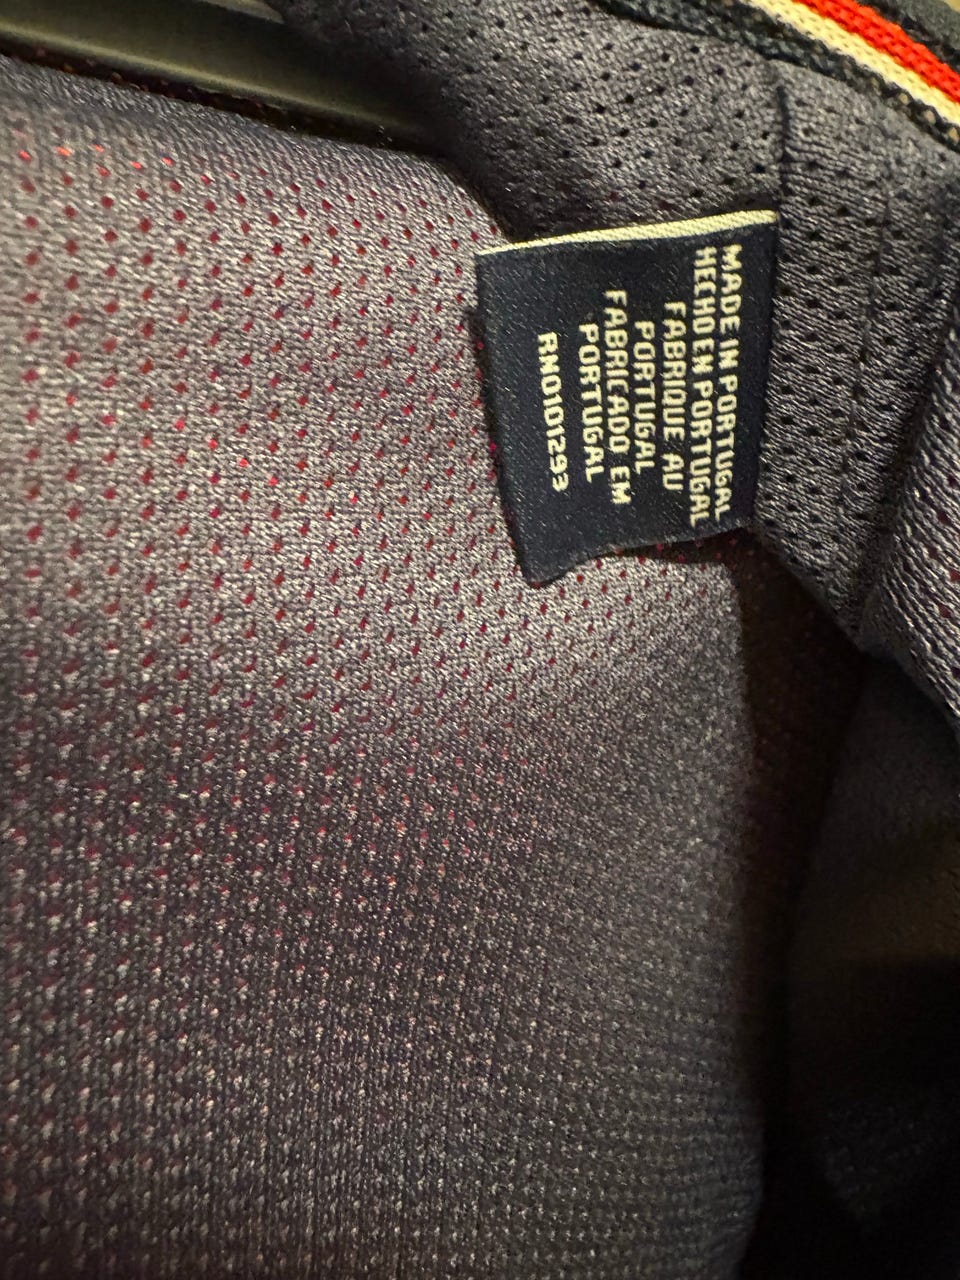 MADE IN PORTUGAL
HECHO EN PORTUGAL
FABRIQUE AU
PORTUGAL
FABRICADO EM
PORTUGAL
RN0101293